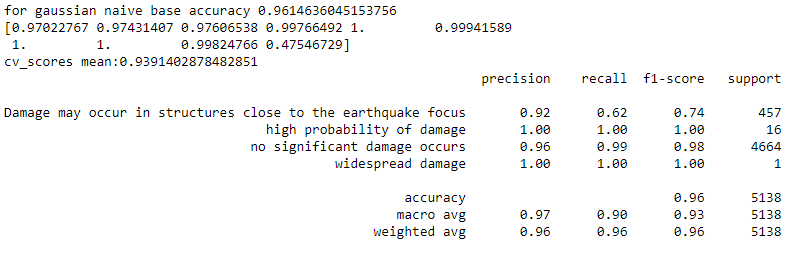 for gaussian naive base accuracy 0.9614636045153756
[0.97022767 0.97431407 0.97606538 0.99766492 1.         0.99941589
 1.         1.         0.99824766 0.47546729]
cv_scores mean:0.9391402878482851
precision    recall  f1-score   support
Damage may occur in structures close to the earthquake focus       0.92      0.62      0.74       457
high probability of damage       1.00      1.00      1.00        16
no significant damage occurs       0.96      0.99      0.98      4664
widespread damage       1.00      1.00      1.00         1
accuracy                           0.96      5138
macro avg       0.97      0.90      0.93      5138
weighted avg       0.96      0.96      0.96      5138